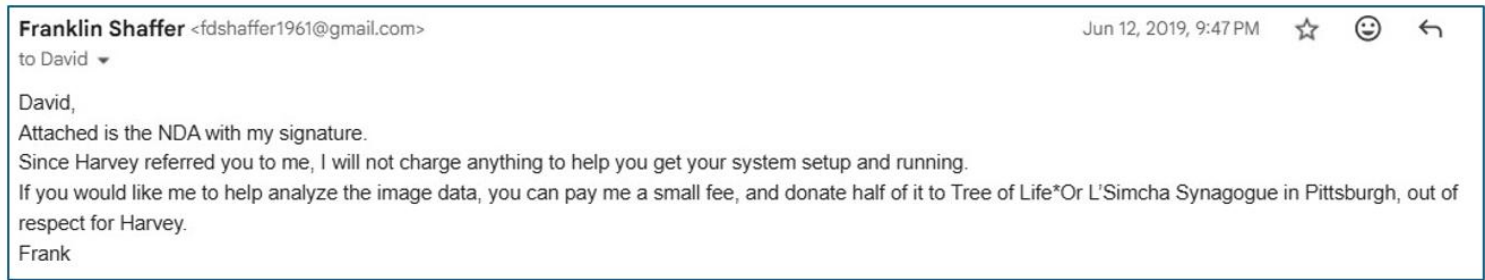 Franklin Shaffer <fdshaffer1961@gmail.com> Jun 12, 2019, 9:47 PM
to David
David,
Attached is the NDA with my signature.
Since Harvey referred you to me, I will not charge anything to help you get your system setup and running.
If you would like me to help analyze the image data, you can pay me a small fee, and donate half of it to Tree of Life*Or L'Simcha Synagogue in Pittsburgh, out of
respect for Harvey.
Frank